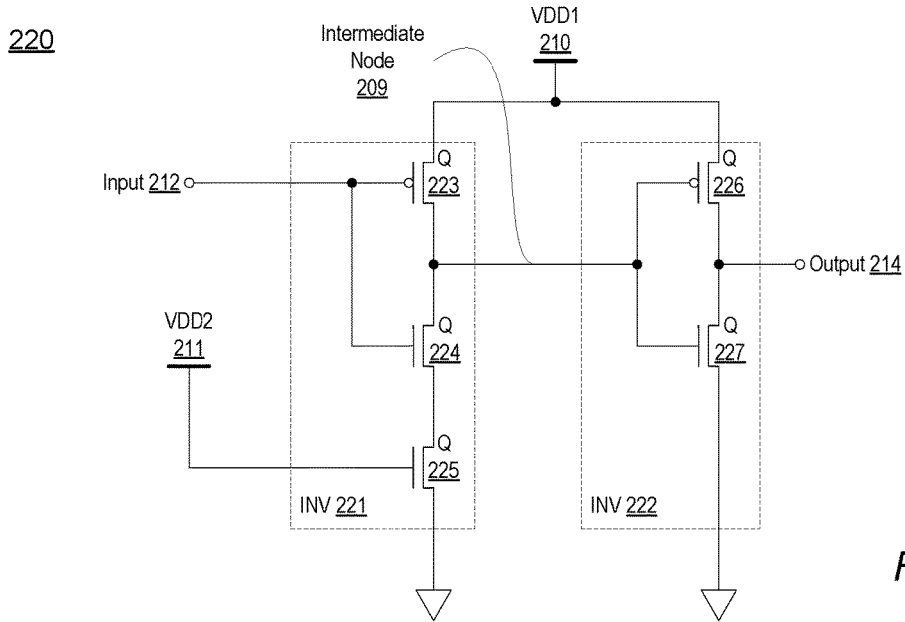 220
Intermediate
Node
209
VDD1
210
Input 212
Q
223
Q
226
Output 214
VDD2
211
Q
224
Q
227
Q
225
INV 221
INV 222